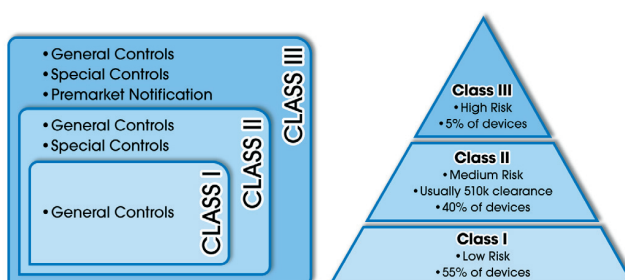 • General Controls
• Special Controls
• Premarket Notification
CLASS III
• General Controls
• Special Controls
CLASS II
• General Controls
CLASS I
Class III
• High Risk
• 5% of devices
Class II
• Medium Risk
• Usually 510k clearance
• 40% of devices
Class I
• Low Risk
• 55% of devices